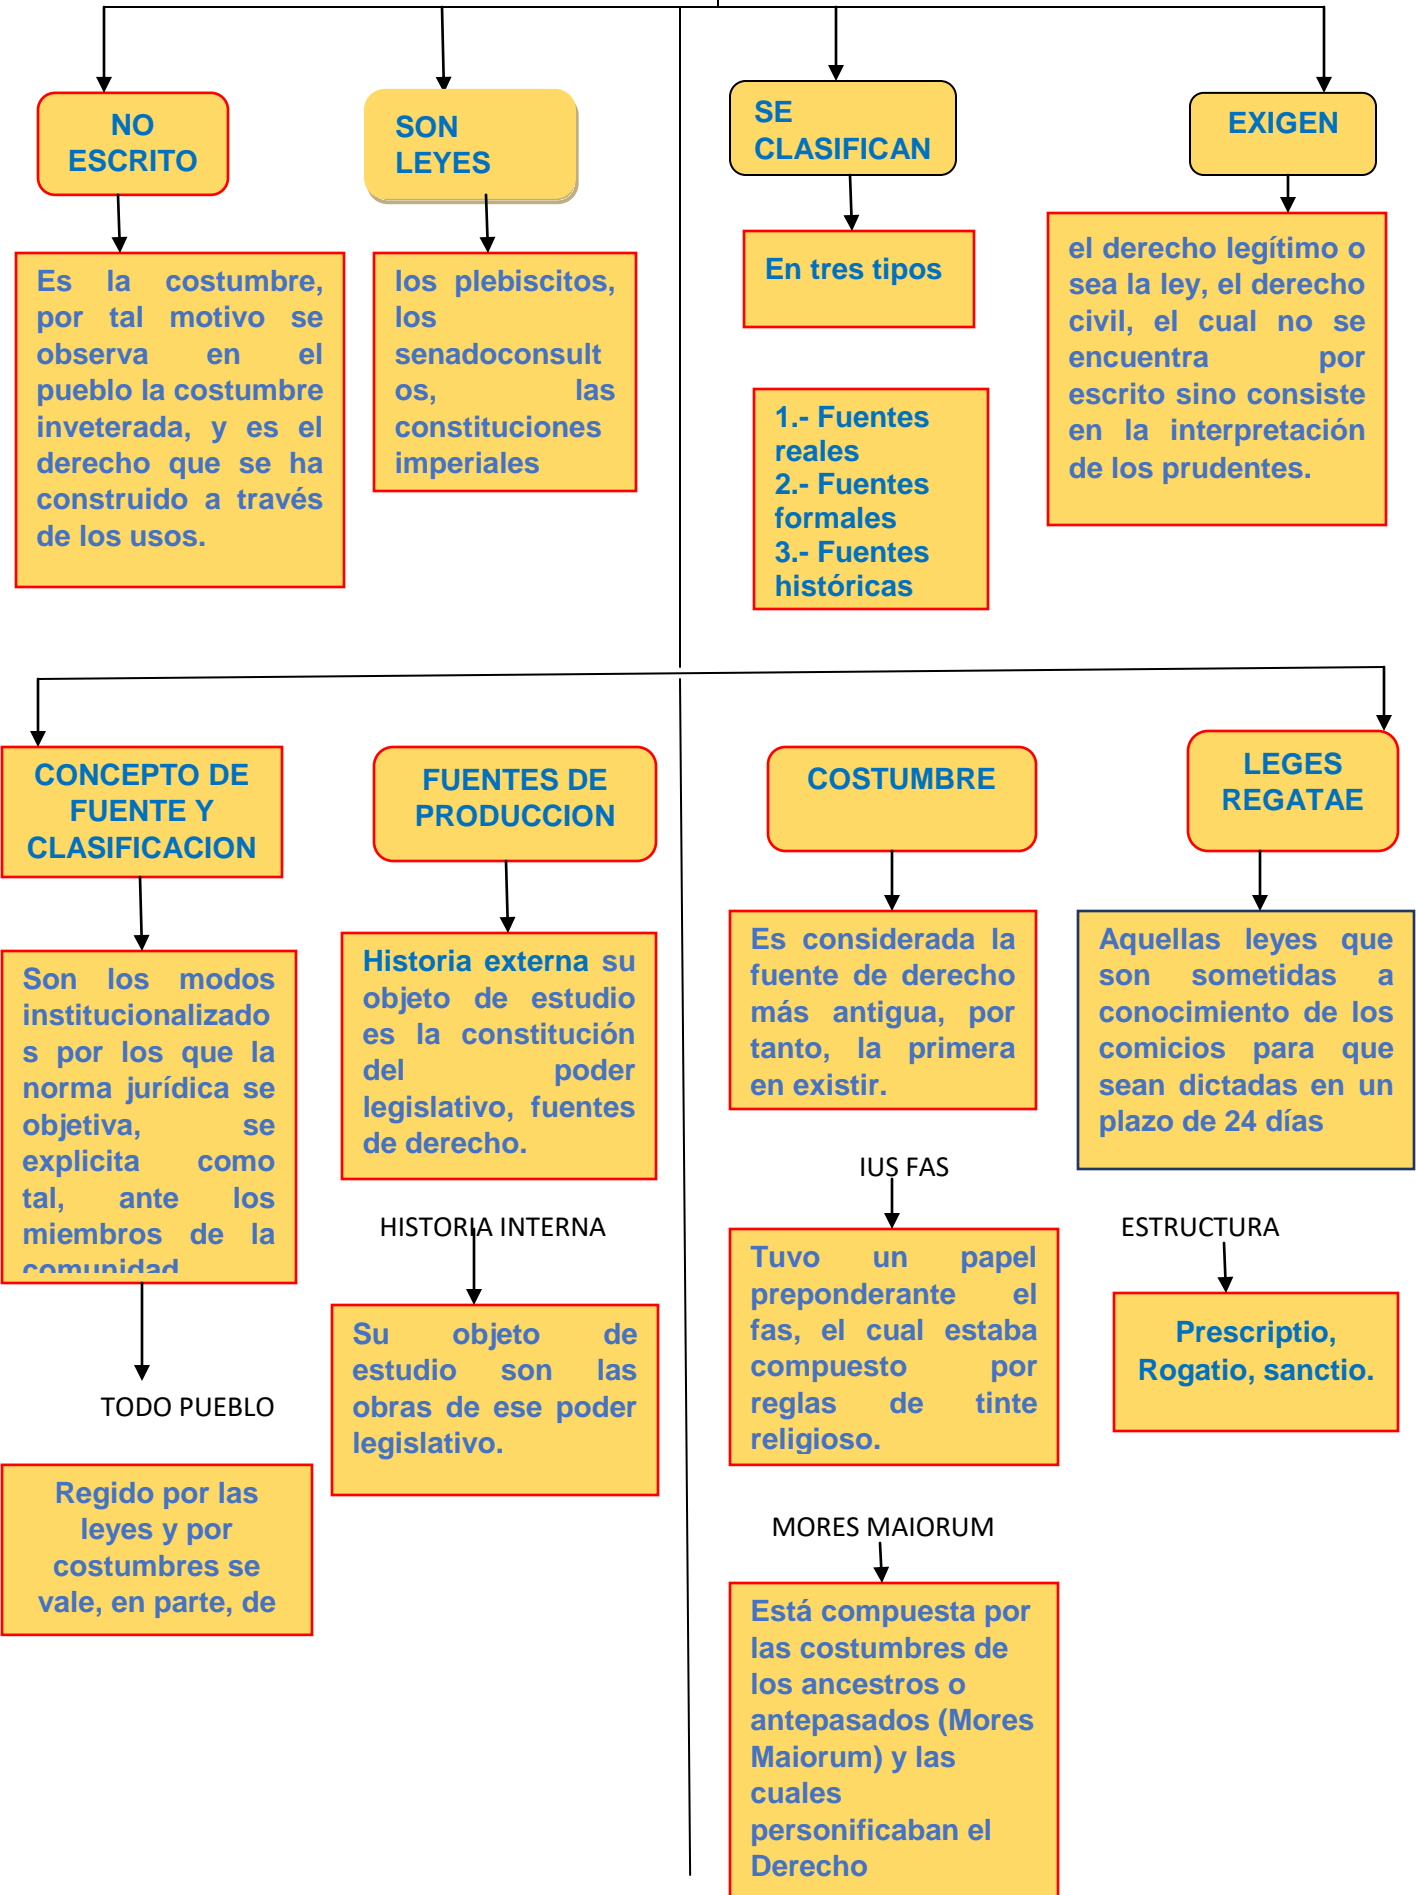 NO
ESCRITO
Es la costumbre,
por tal motivo se
observa en el
pueblo la costumbre
inveterada, y es el
derecho que se ha
construido a través
de los usos.
SON
LEYES
los plebiscitos,
los
senadoconsult
os, las
constituciones
imperiales
SE
CLASIFICAN
En tres tipos
1.- Fuentes
reales
2.- Fuentes
formales
3.- Fuentes
históricas
EXIGEN
el derecho legítimo o
sea la ley, el derecho
civil, el cual no se
encuentra por
escrito sino consiste
en la interpretación
de los prudentes.
CONCEPTO DE
FUENTE Y
CLASIFICACION
Son los modos
institucionalizado
s por los que la
norma jurídica se
objetiva, se
explicita como
tal, ante los
miembros de la
comunidad
TODO PUEBLO
Regido por las
leyes y por
costumbres se
vale, en parte, de
FUENTES DE
PRODUCCION
Historia externa su
objeto de estudio
es la constitución
del poder
legislativo, fuentes
de derecho.
HISTORIA INTERNA
Su objeto de
estudio son las
obras de ese poder
legislativo.
COSTUMBRE
Es considerada la
fuente de derecho
más antigua, por
tanto, la primera
en existir.
IUS FAS
Tuvo un papel
preponderante el
fas, el cual estaba
compuesto por
reglas de tinte
religioso.
MORES MAIORUM
Está compuesta por
las costumbres de
los ancestros o
antepasados (Mores
Maiorum) y las
cuales
personificaban el
Derecho
LEGES
REGATAE
Aquellas leyes que
son sometidas a
conocimiento de los
comicios para que
sean dictadas en un
plazo de 24 días
ESTRUCTURA
Prescriptio,
Rogatio, sanctio.